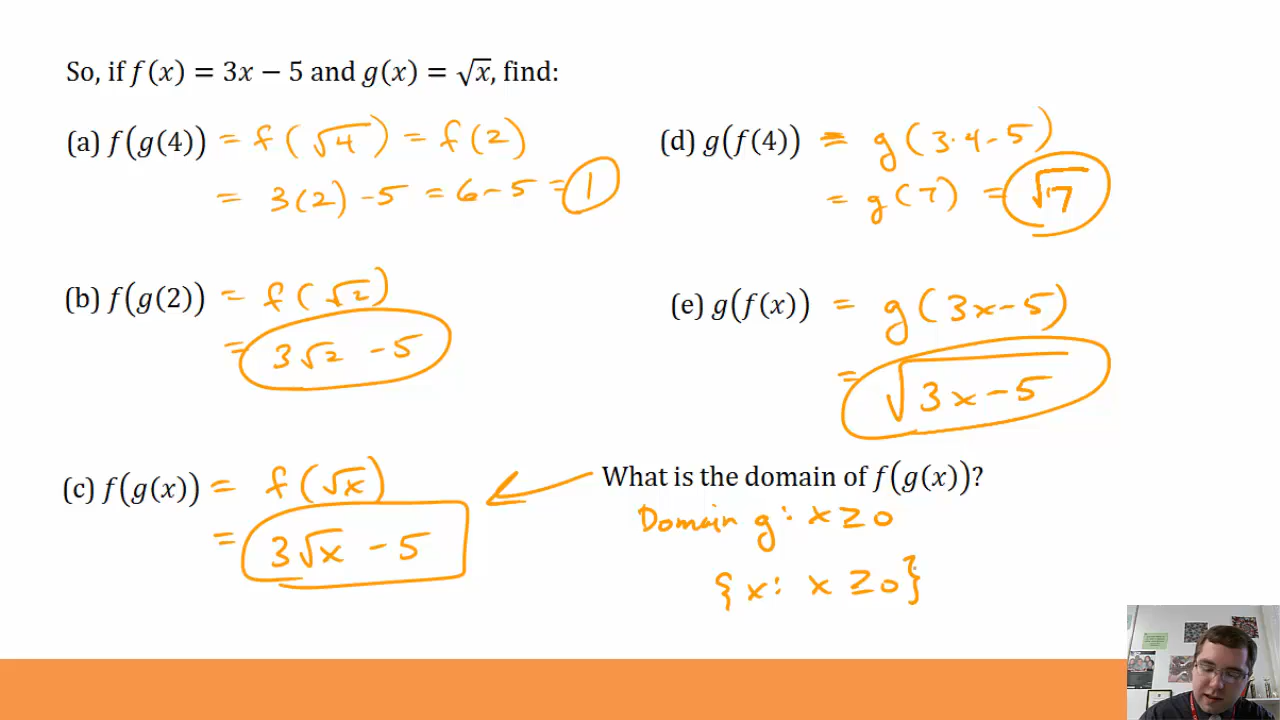 So, if f(x) = 3x − 5 and g(x) = √x, find:
(a) f(g(4)) = f(√4) = f(2)
= 3(2) - 5 = 6 - 5 = 1
(b) f(g(2)) = f(√2)
= 3√2 - 5
(c) f(g(x)) = f(√x)
= 3√x - 5
(d) g(f(4)) = g(3·4 - 5)
= g(7) = √7
(e) g(f(x)) = g(3x - 5)
= √(3x - 5)
What is the domain of f(g(x))?
Domain g: x ≥ 0
{x: x ≥ 0}